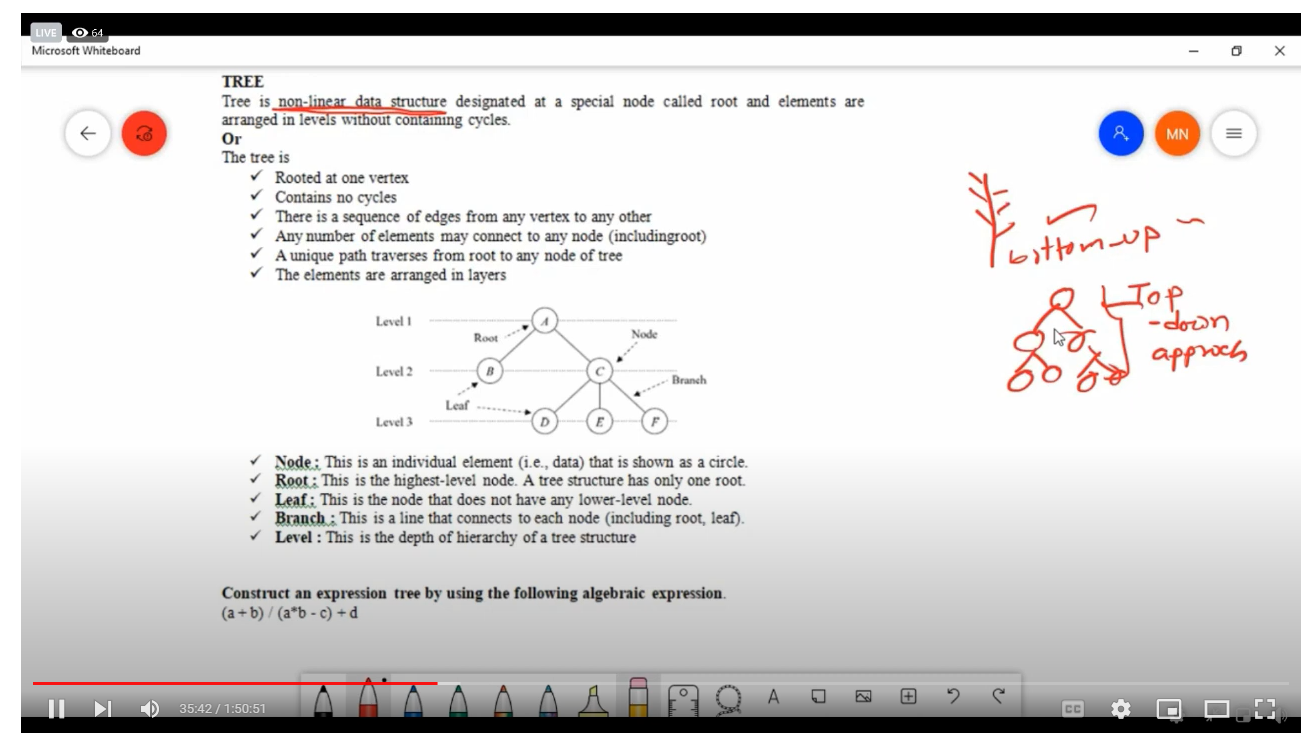 LIVE 64
Microsoft Whiteboard
TREE
Tree is non-linear data structure designated at a special node called root and elements are
arranged in levels without containing cycles.
Or
The tree is
✓ Rooted at one vertex
✓ Contains no cycles
✓ There is a sequence of edges from any vertex to any other
✓ Any number of elements may connect to any node (includingroot)
✓ A unique path traverses from root to any node of tree
✓ The elements are arranged in layers
MN
bottom-up
Top
-down
approch
Level 1
A
Root
Node
Level 2
B
C
Branch
Leaf
Level 3
D
E
F
✓ Node : This is an individual element (i.e., data) that is shown as a circle.
✓ Root : This is the highest-level node. A tree structure has only one root.
✓ Leaf : This is the node that does not have any lower-level node.
✓ Branch : This is a line that connects to each node (including root, leaf).
✓ Level : This is the depth of hierarchy of a tree structure
Construct an expression tree by using the following algebraic expression.
(a + b) / (a*b - c) + d
A
35:42 / 1:50:51
CC